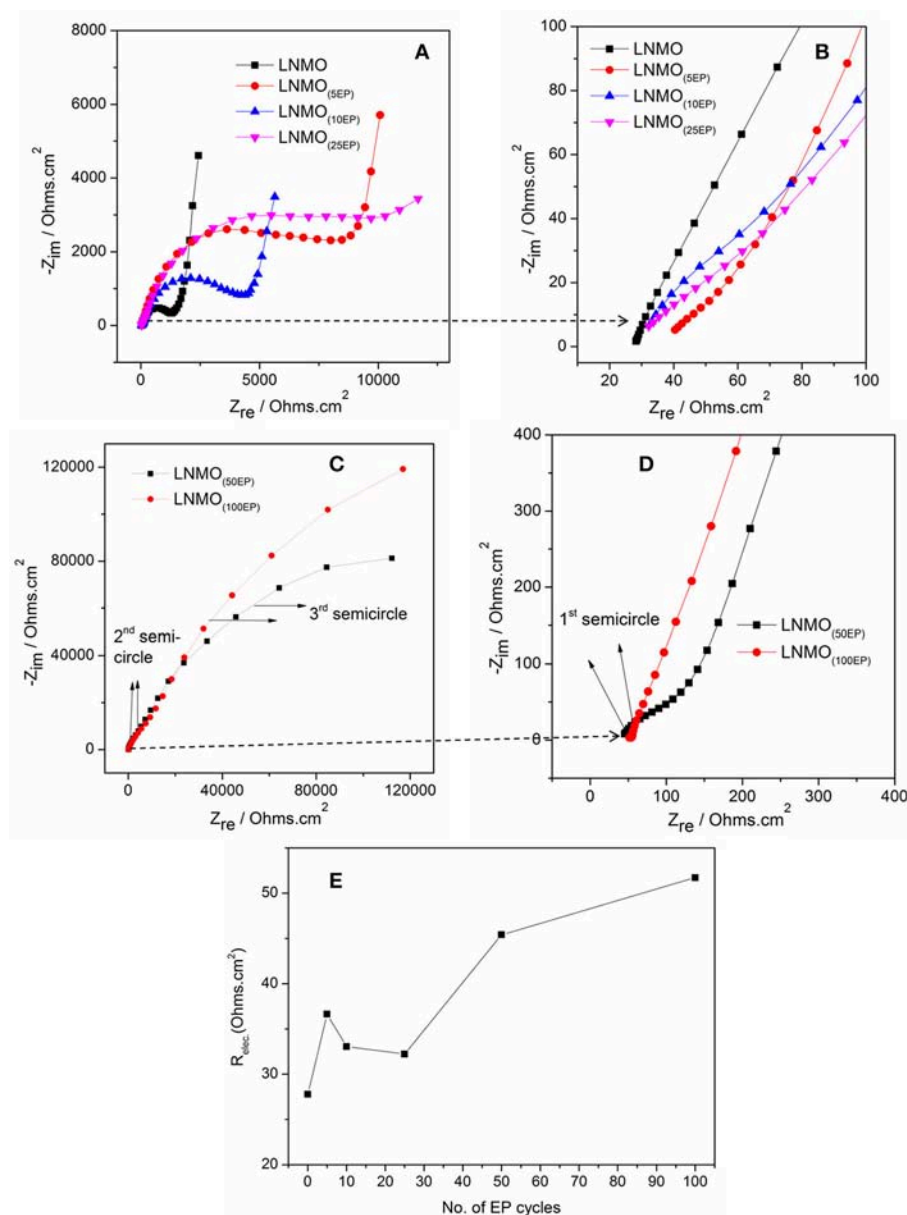 A
LNMO
LNMO(5EP)
LNMO(10EP)
LNMO(25EP)
8000
6000
4000
2000
0
-Zim / Ohms.cm2
0 5000 10000
Zre / Ohms.cm2
B
LNMO
LNMO(5EP)
LNMO(10EP)
LNMO(25EP)
100
80
60
40
20
0
-Zim / Ohms.cm2
20 40 60 80 100
Zre / Ohms.cm2
C
LNMO(50EP)
LNMO(100EP)
3rd semicircle
2nd semi-
circle
120000
80000
40000
0
-Zim / Ohms.cm2
0 40000 80000 120000
Zre / Ohms.cm2
D
1st semicircle
LNMO(50EP)
LNMO(100EP)
400
300
200
100
0
-Zim / Ohms.cm2
0 100 200 300 400
Zre / Ohms.cm2
E
50
40
30
20
Relec.(Ohms.cm2)
0 10 20 30 40 50 60 70 80 90 100
No. of EP cycles